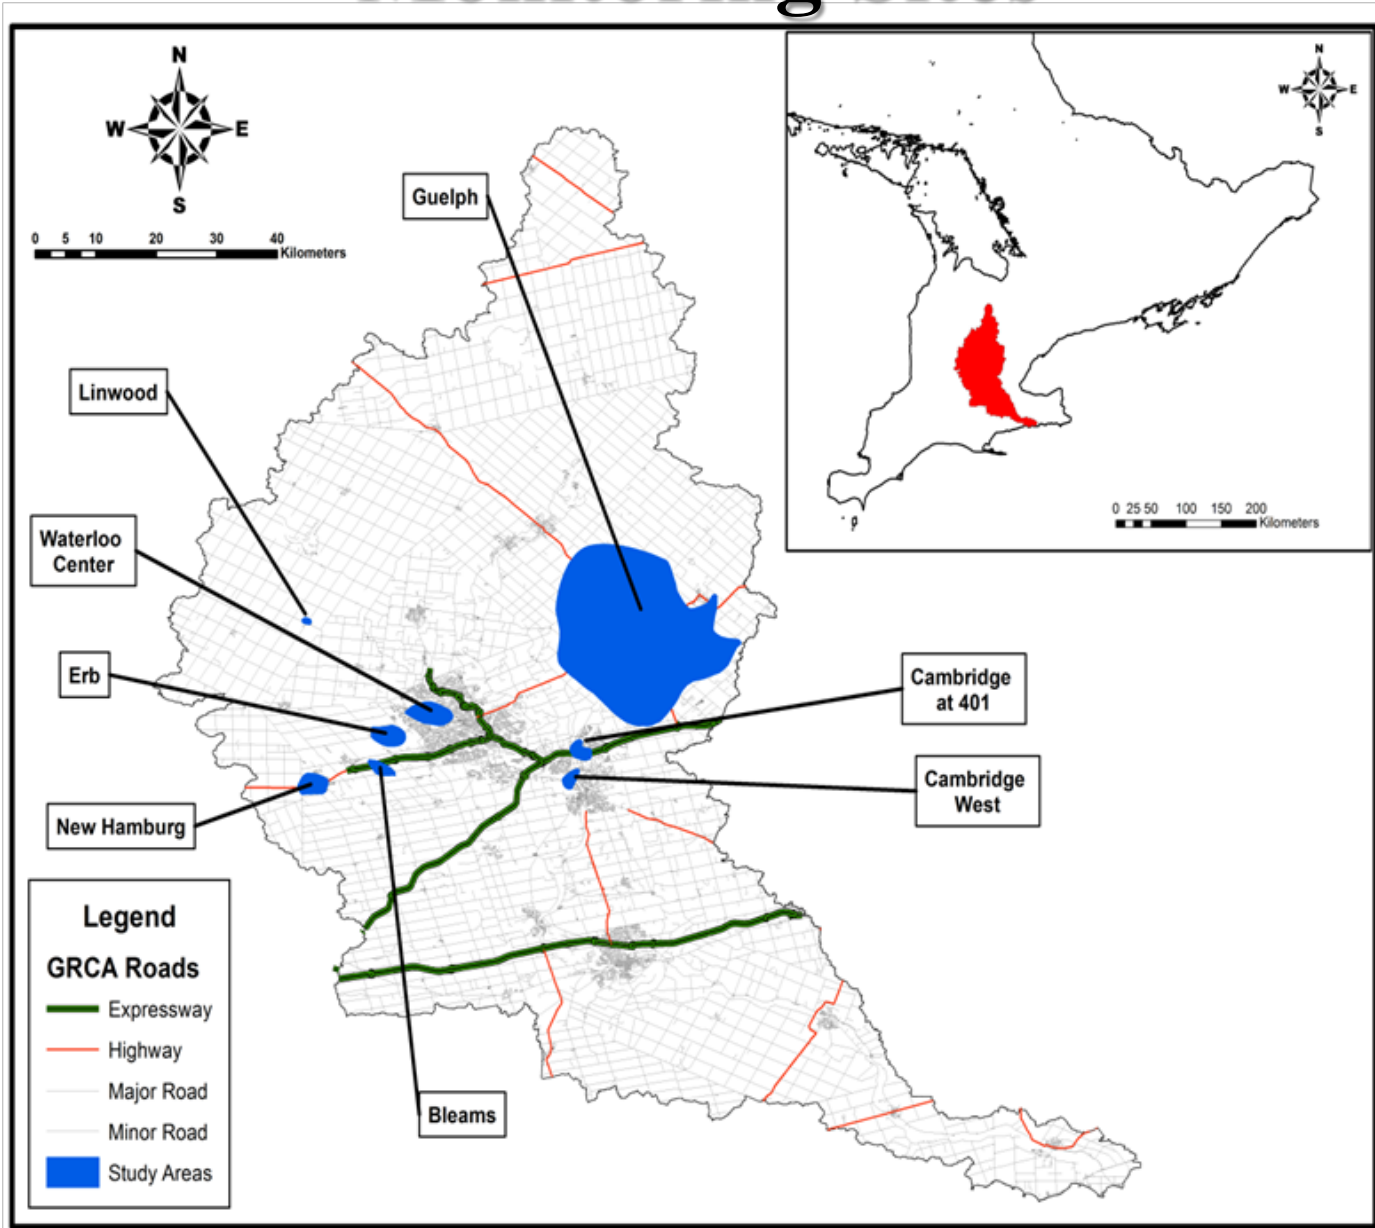 Monitoring Sites
N
W
E
S
0 5 10 20 30 40
Kilometers
N
W
E
S
0 25 50 100 150 200
Kilometers
Guelph
Linwood
Waterloo
Center
Erb
New Hamburg
Cambridge
at 401
Cambridge
West
Bleams
Legend
GRCA Roads
Expressway
Highway
Major Road
Minor Road
Study Areas